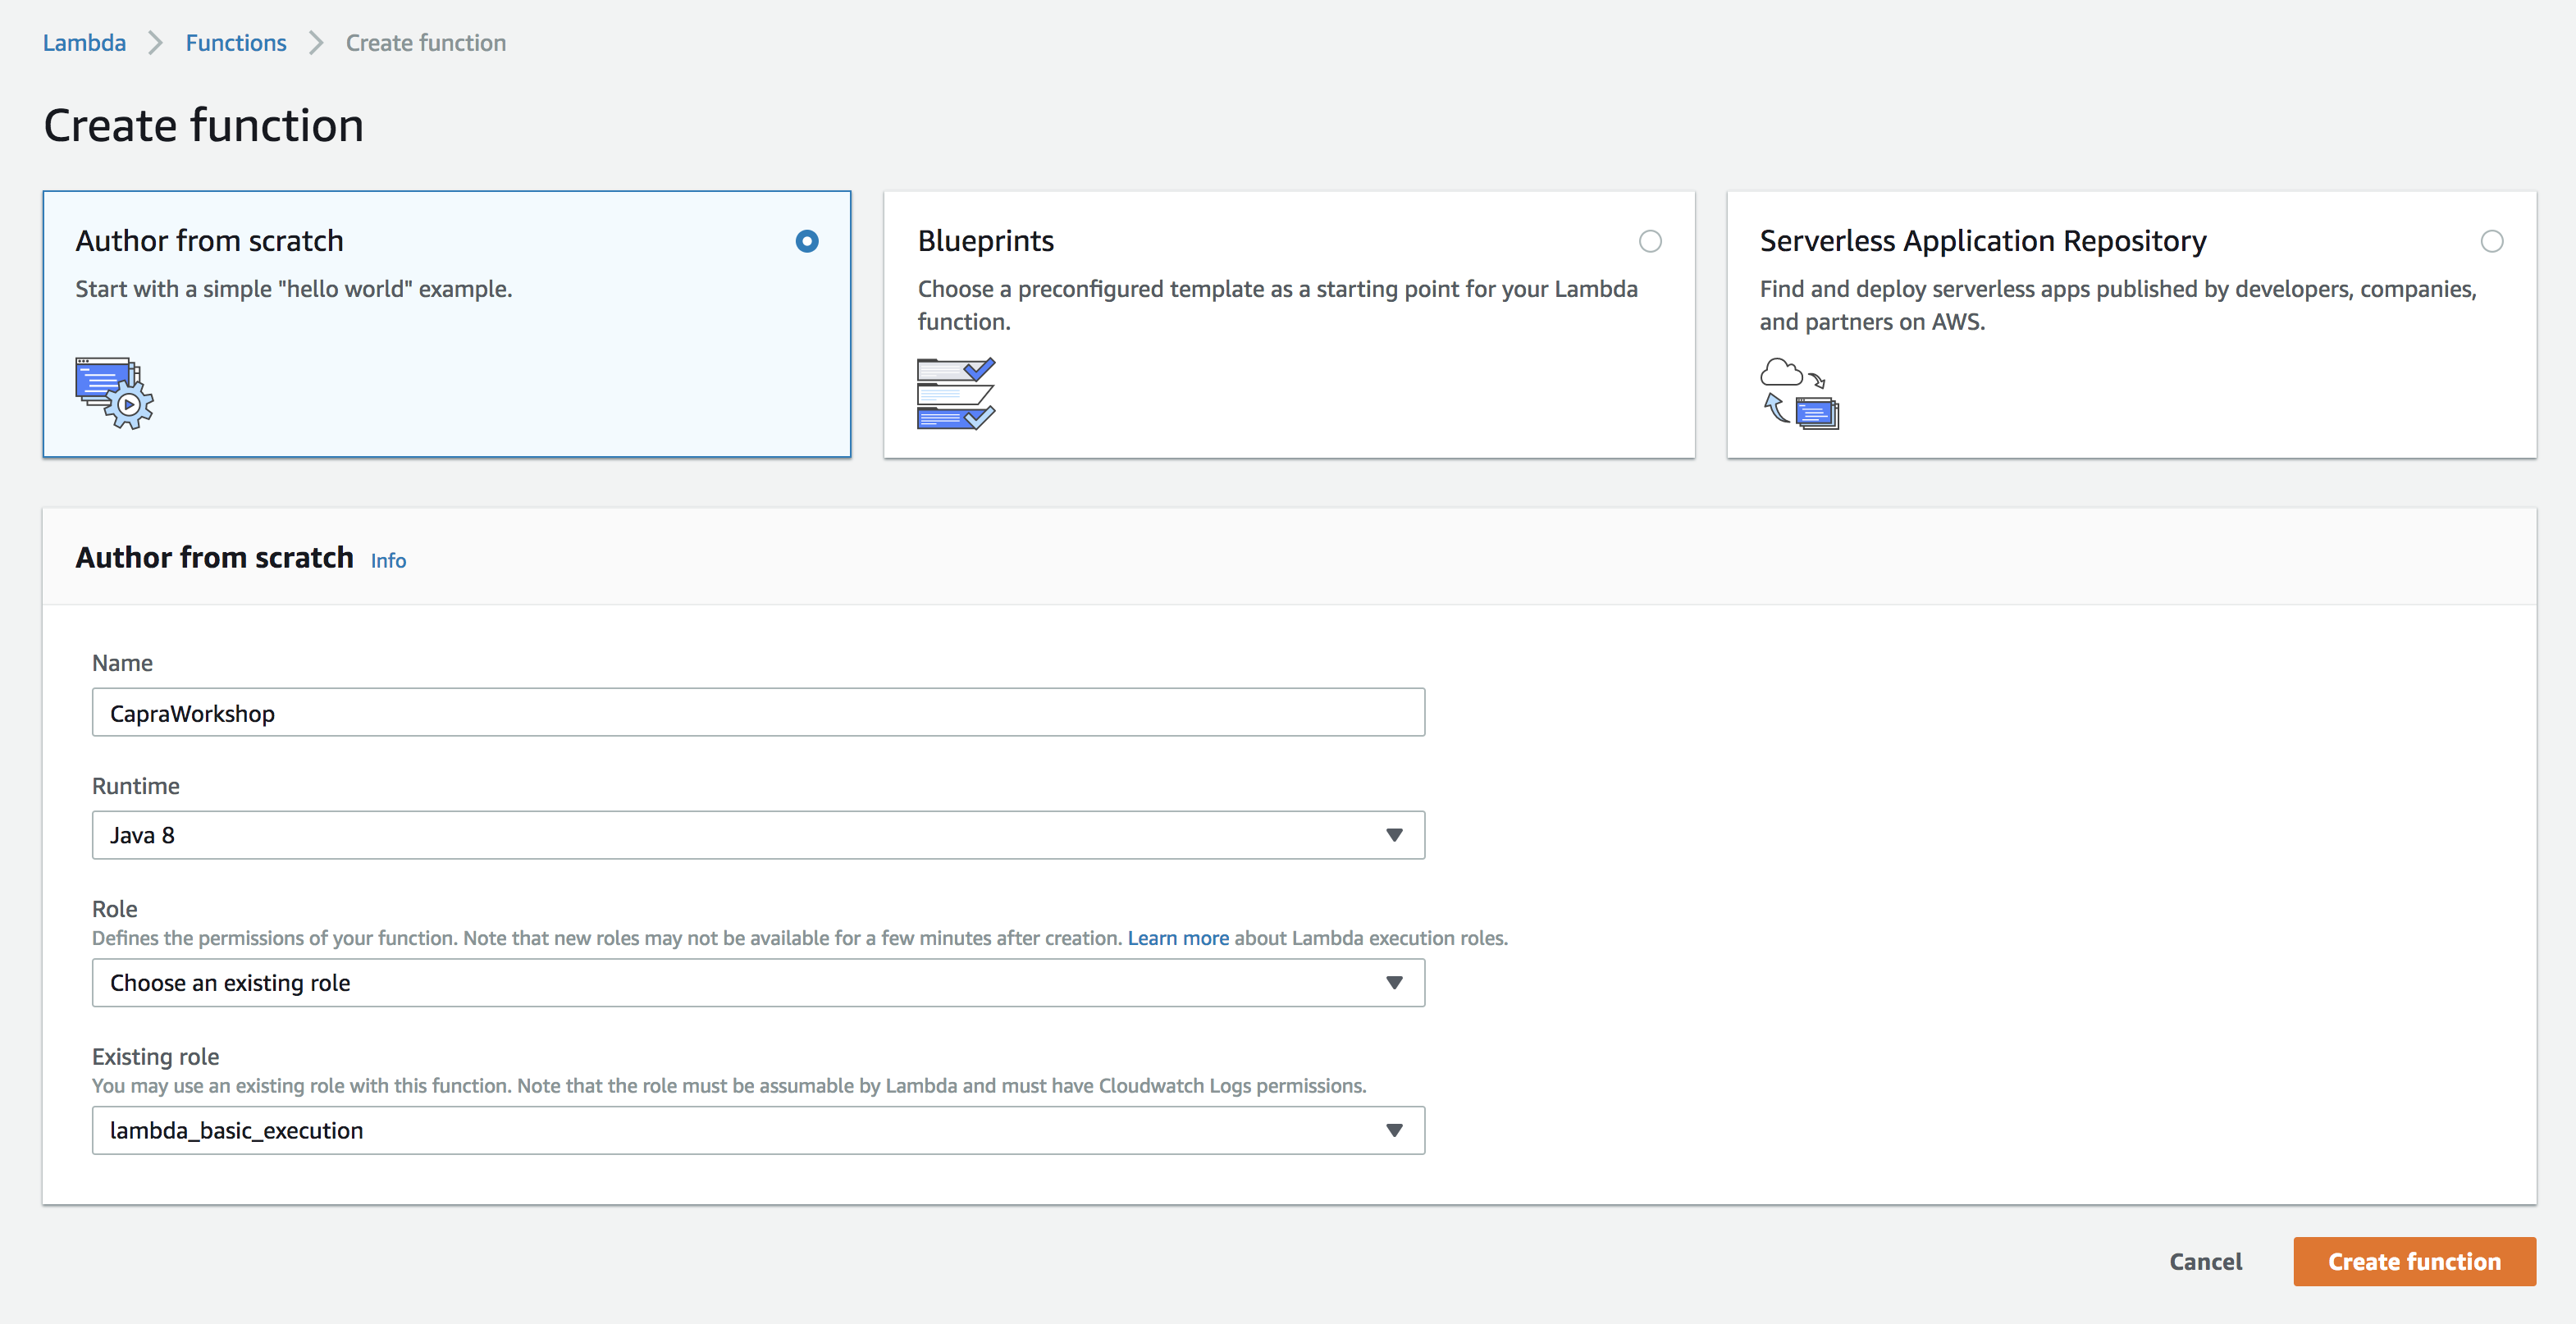 Lambda > Functions > Create function
Create function
Author from scratch
Start with a simple "hello world" example.
Blueprints
Choose a preconfigured template as a starting point for your Lambda
function.
Serverless Application Repository
Find and deploy serverless apps published by developers, companies,
and partners on AWS.
Author from scratch Info
Name
CapraWorkshop
Runtime
Java 8
Role
Defines the permissions of your function. Note that new roles may not be available for a few minutes after creation. Learn more about Lambda execution roles.
Choose an existing role
Existing role
You may use an existing role with this function. Note that the role must be assumable by Lambda and must have Cloudwatch Logs permissions.
lambda_basic_execution
Cancel Create function